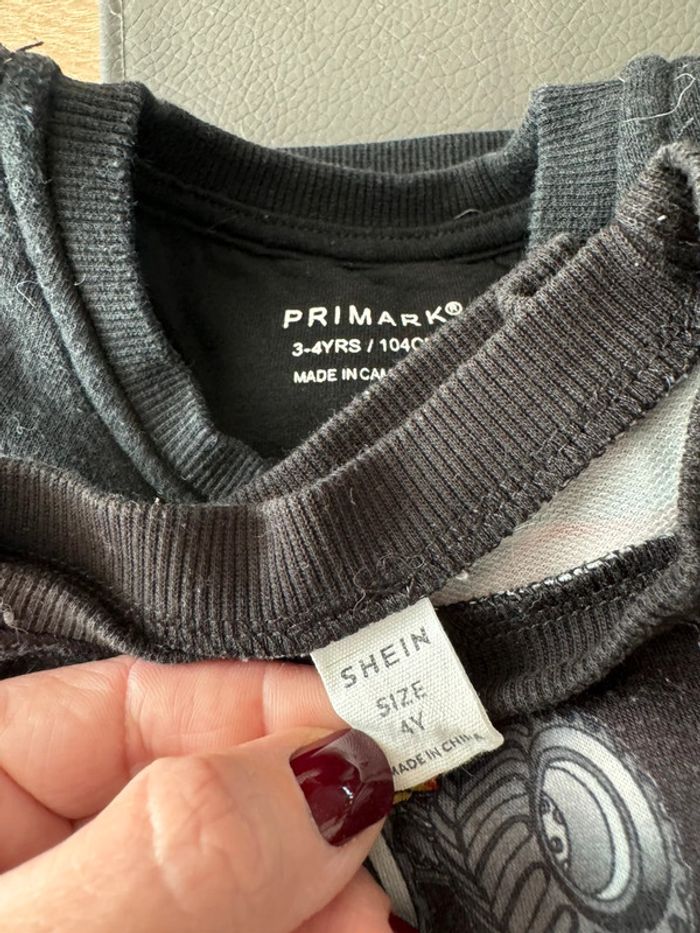 PRIMARK®
3-4YRS / 104C
MADE IN CAM
SHEIN
SIZE
4Y
MADE IN CHINA